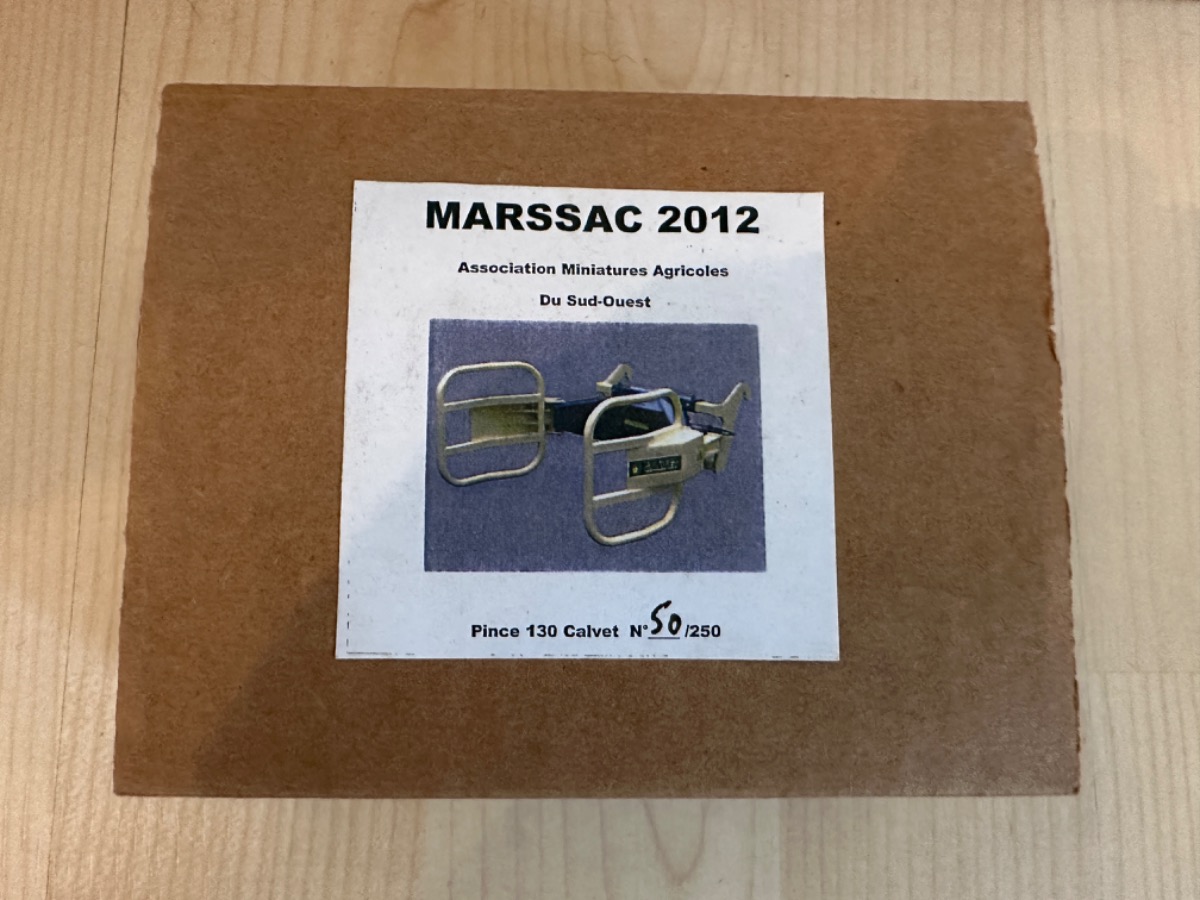 MARSSAC 2012
Association Miniatures Agricoles
Du Sud-Ouest
Pince 130 Calvet N° 50 /250